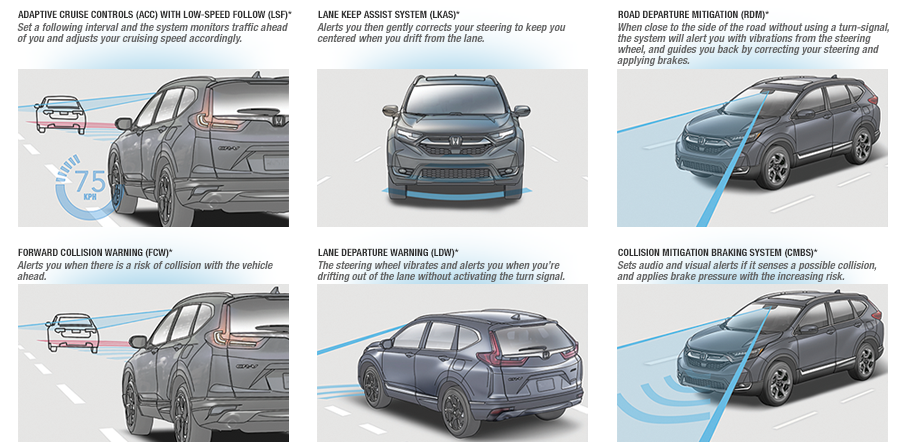 ADAPTIVE CRUISE CONTROLS (ACC) WITH LOW-SPEED FOLLOW (LSF)*
Set a following interval and the system monitors traffic ahead
of you and adjusts your cruising speed accordingly.
75
KPH
CR-V
LANE KEEP ASSIST SYSTEM (LKAS)*
Alerts you then gently corrects your steering to keep you
centered when you drift from the lane.
ROAD DEPARTURE MITIGATION (RDM)*
When close to the side of the road without using a turn-signal,
the system will alert you with vibrations from the steering
wheel, and guides you back by correcting your steering and
applying brakes.
FORWARD COLLISION WARNING (FCW)*
Alerts you when there is a risk of collision with the vehicle
ahead.
CR-V
LANE DEPARTURE WARNING (LDW)*
The steering wheel vibrates and alerts you when you're
drifting out of the lane without activating the turn signal.
CR-V
COLLISION MITIGATION BRAKING SYSTEM (CMBS)*
Sets audio and visual alerts if it senses a possible collision,
and applies brake pressure with the increasing risk.